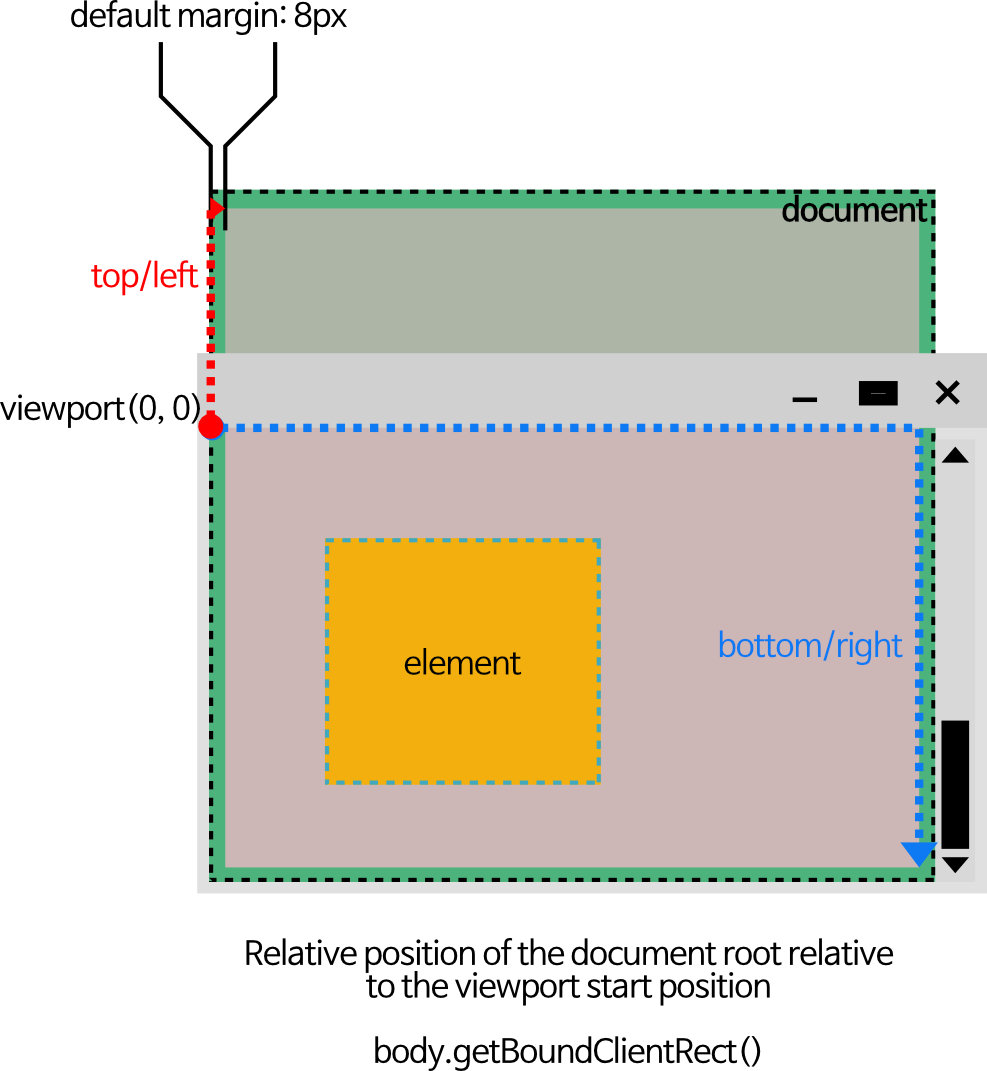 default margin: 8px
document
top/left
viewport(0, 0)
bottom/right
element
Relative position of the document root relative
to the viewport start position
body.getBoundClientRect()